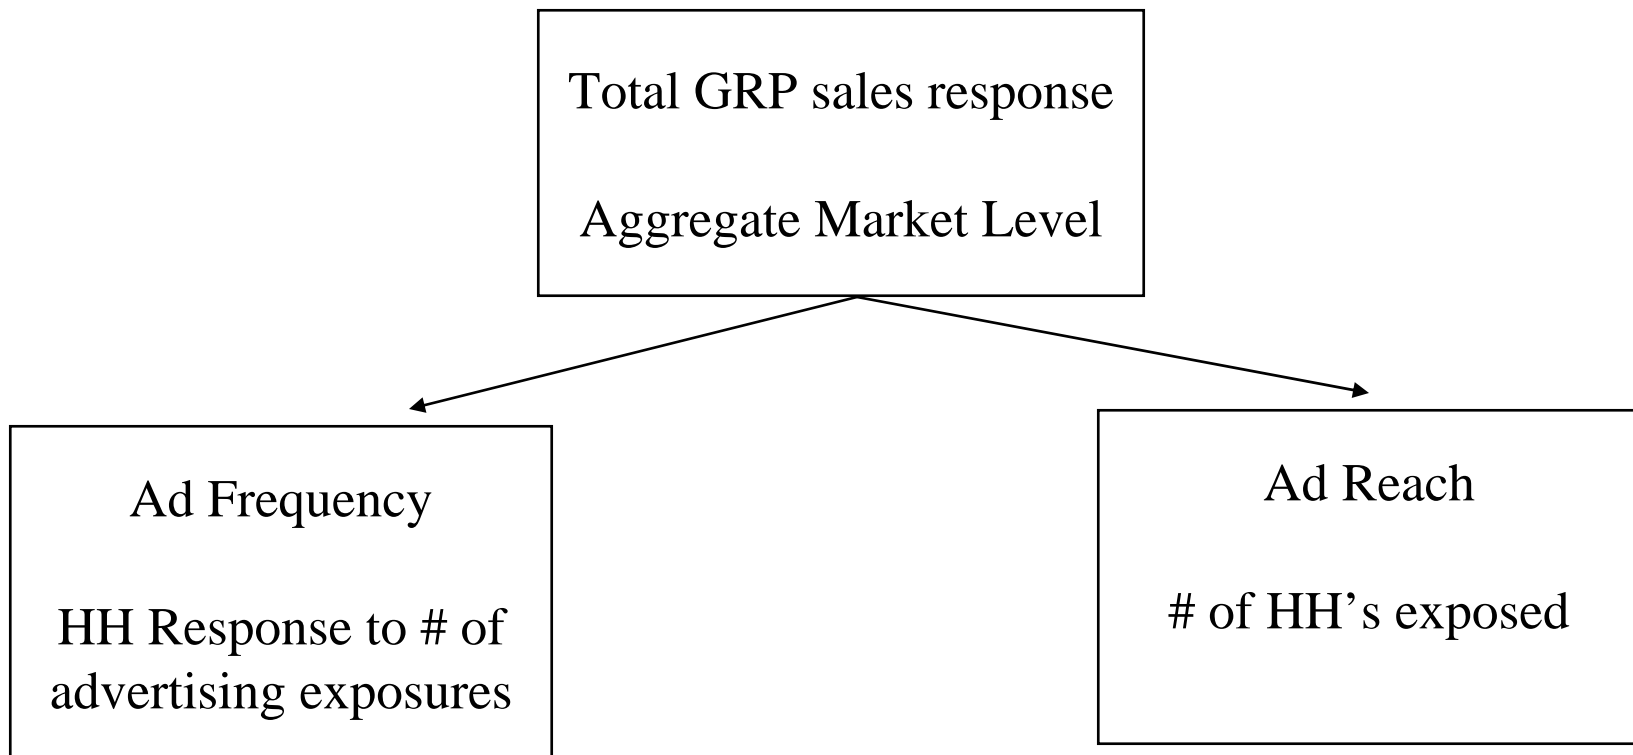 Total GRP sales response
Aggregate Market Level
Ad Frequency
HH Response to # of
advertising exposures
Ad Reach
# of HH’s exposed